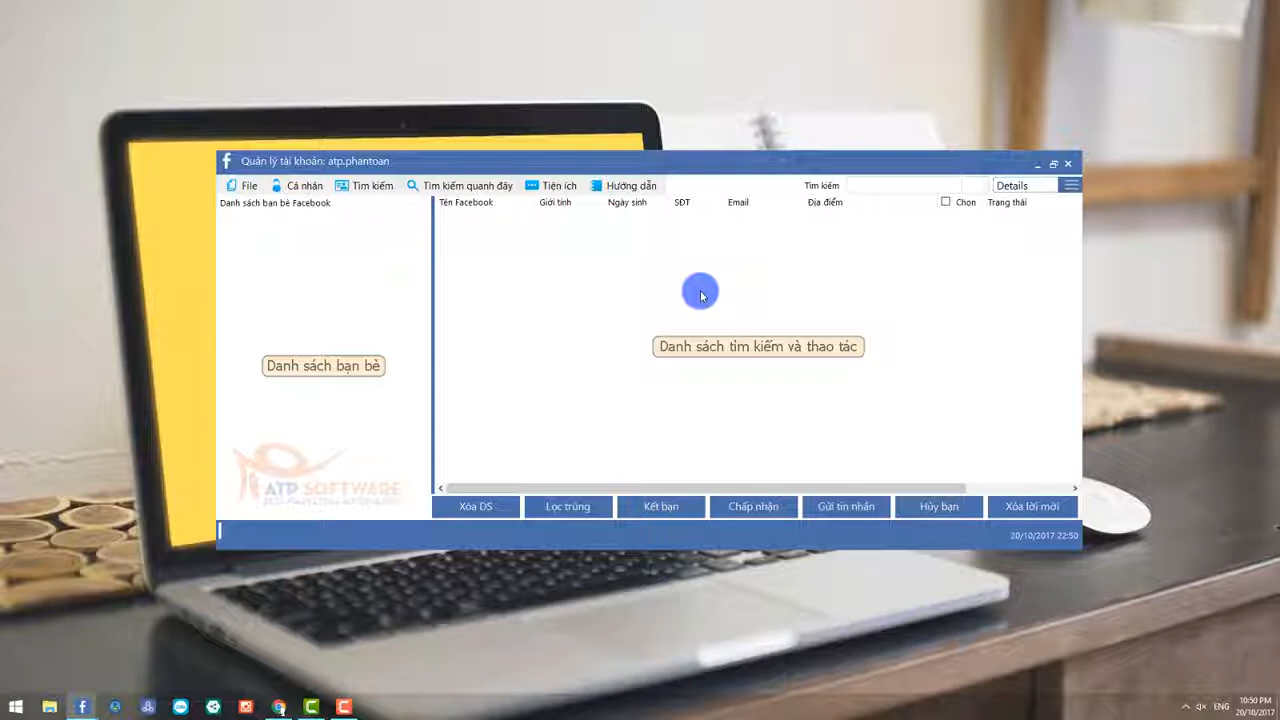 Quản lý tài khoản: atp.phantoan
File Cá nhân Tìm kiếm Tìm kiếm quanh đây Tiện ích Hướng dẫn Tìm kiếm Details
Danh sách bạn bè Facebook
Tên Facebook Giới tính Ngày sinh SĐT Email Địa điểm Chọn Trạng thái
Danh sách tìm kiếm và thao tác
Danh sách bạn bè
ATP SOFTWARE
Xóa DS Lọc trùng Kết bạn Chấp nhận Gửi tin nhắn Hủy bạn Xóa lời mời
20/10/2017 22:50
ENG
10:50 PM
20/10/2017